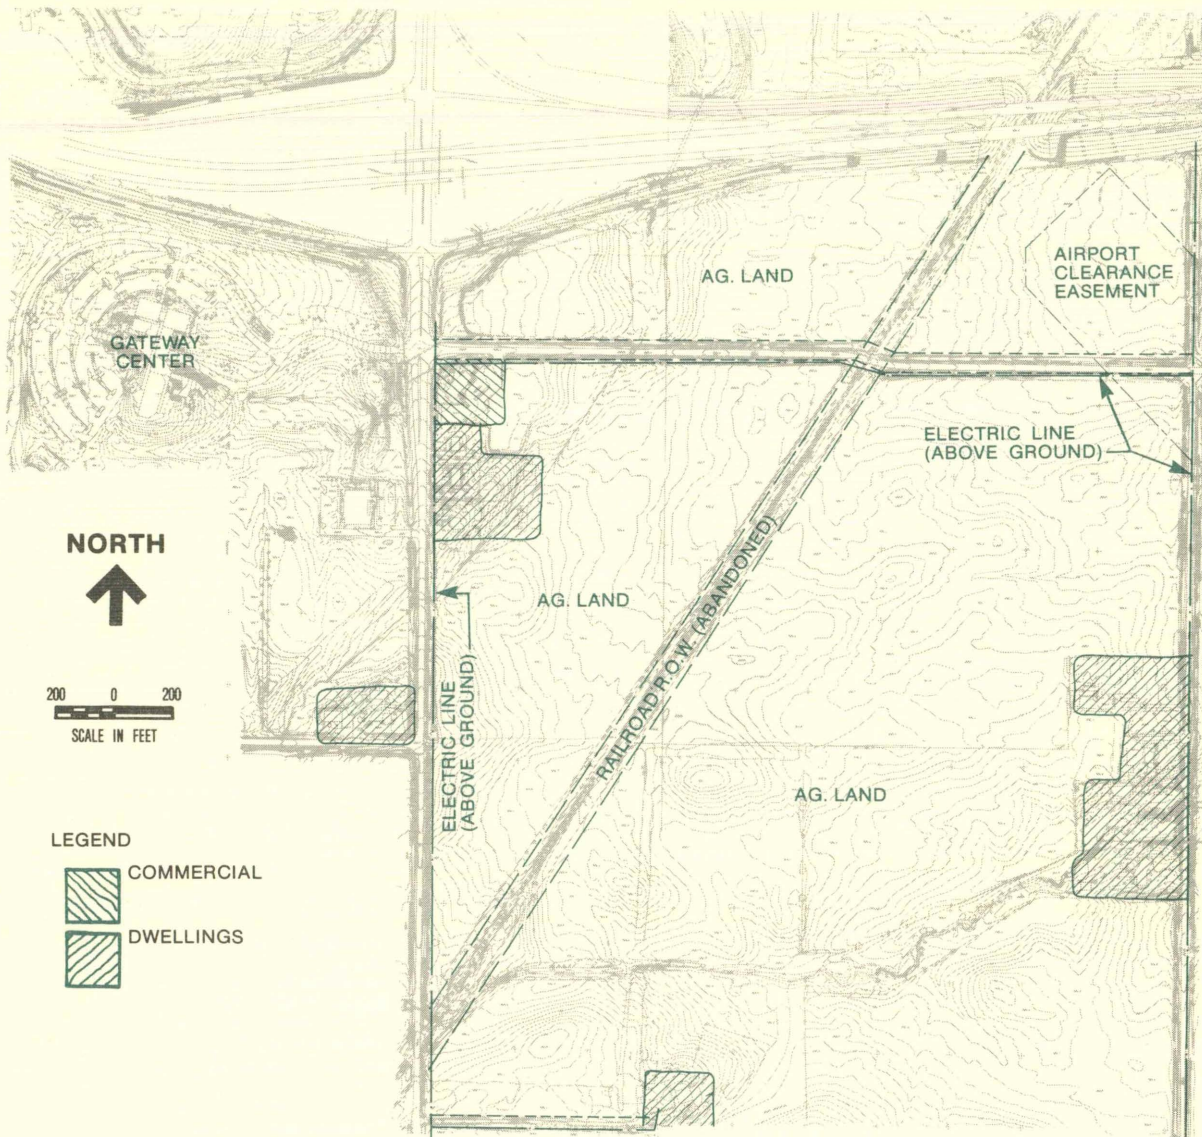 AG. LAND
AIRPORT
CLEARANCE
EASEMENT
GATEWAY
CENTER
ELECTRIC LINE
(ABOVE GROUND)
NORTH
AG. LAND
RAILROAD R.O.W. (ABANDONED)
200 0 200
SCALE IN FEET
ELECTRIC LINE
(ABOVE GROUND)
AG. LAND
LEGEND
COMMERCIAL
DWELLINGS